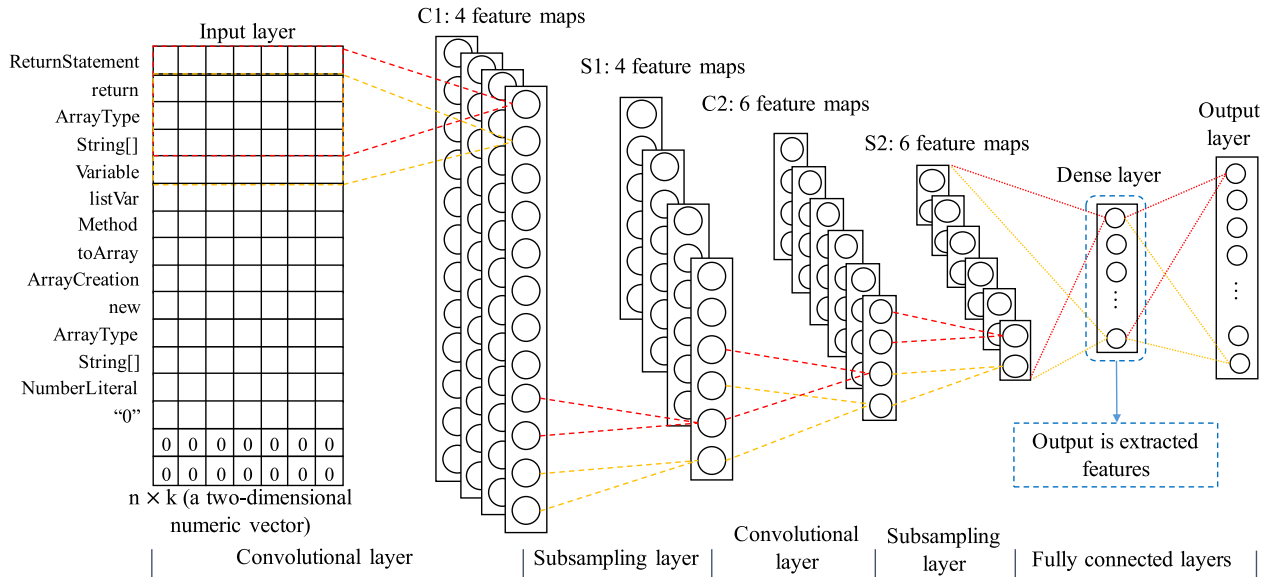 Input layer
C1: 4 feature maps
S1: 4 feature maps
C2: 6 feature maps
S2: 6 feature maps
Output
layer
Dense layer
ReturnStatement
return
ArrayType
String[]
Variable
listVar
Method
toArray
ArrayCreation
new
ArrayType
String[]
NumberLiteral
“0”
0 0 0 0 0 0 0
0 0 0 0 0 0 0
n × k (a two-dimensional
numeric vector)
...
...
Output is extracted
features
Convolutional layer
Subsampling layer
Convolutional
layer
Subsampling
layer
Fully connected layers